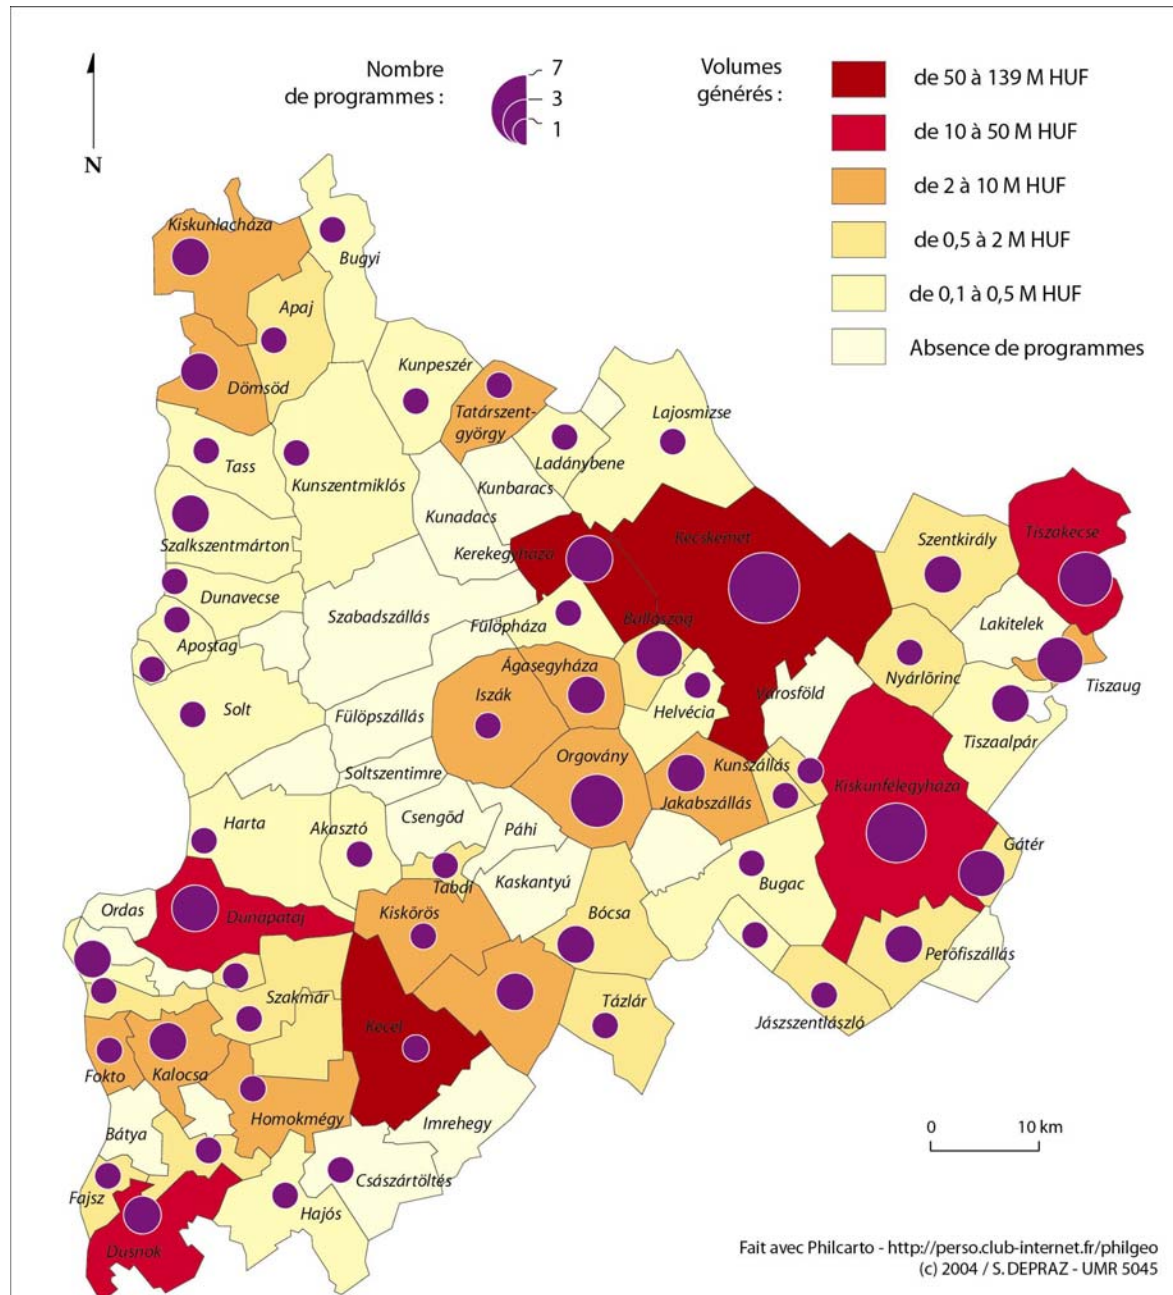 Nombre
de programmes :
7
3
1
Volumes
générés :
de 50 à 139 M HUF
de 10 à 50 M HUF
de 2 à 10 M HUF
de 0,5 à 2 M HUF
de 0,1 à 0,5 M HUF
Absence de programmes
N
Kiskunlacháza
Bugyi
Apaj
Dömsöd
Kunpeszér
Tatárszent-
györgy
Lajosmizse
Ladánybene
Tass
Kunszentmiklós
Kunbaracs
Kunadacs
Szalkszentmárton
Kerekegyháza
Kecskemet
Szentkirály
Tiszakecse
Dunavecse
Szabadszállás
Fülöpháza
Ballószög
Lakitelek
Apostag
Ágasegyháza
Nyárlõrinc
Tiszaug
Iszák
Városföld
Solt
Fülöpszállás
Helvécia
Tiszaalpár
Orgovány
Soltszentimre
Kunszállás
Jakabszállás
Kiskunfélegyháza
Harta
Akasztó
Csengõd
Páhi
Gátér
Tabdi
Kaskantyú
Bugac
Ordas
Dunapataj
Kiskõrös
Bócsa
Petõfiszállás
Szakmár
Tázlár
Jászszentlászló
Kecel
Fokto
Kalocsa
Homokmégy
Imrehegy
Bátya
Császártöltés
Fajsz
Hajós
Dusnok
0
10 km
Fait avec Philcarto - http://perso.club-internet.fr/philgeo
(c) 2004 / S. DEPRAZ - UMR 5045